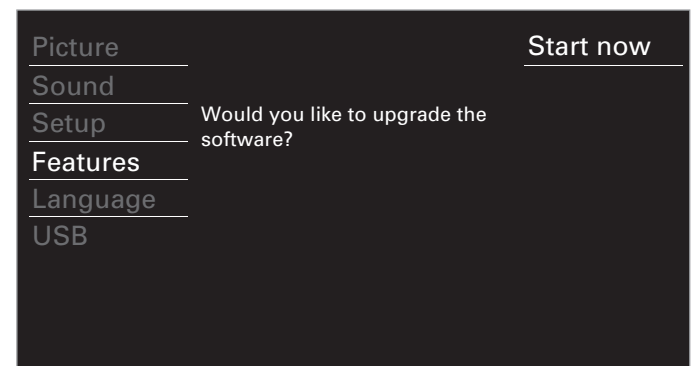 Picture
Sound
Setup
Features
Language
USB
Would you like to upgrade the
software?
Start now